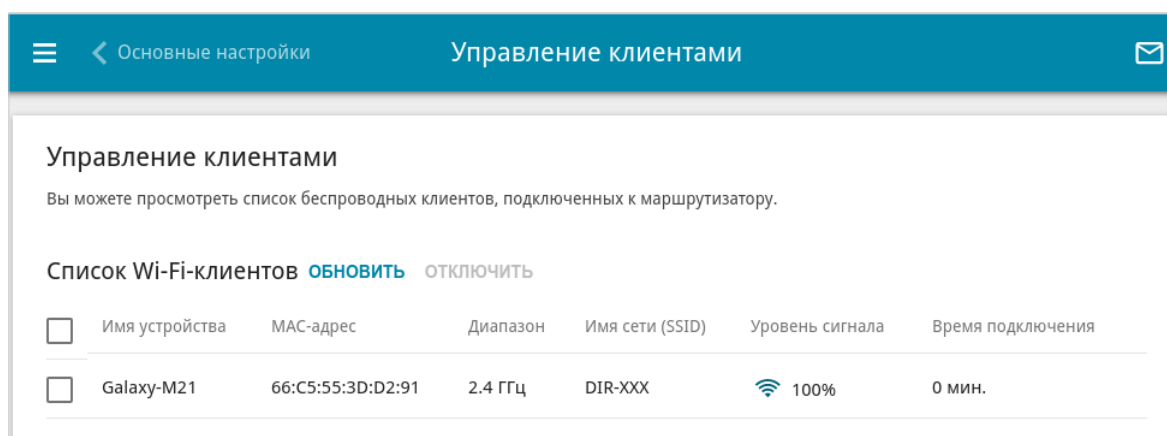 Основные настройки
Управление клиентами
Управление клиентами
Вы можете просмотреть список беспроводных клиентов, подключенных к маршрутизатору.
Список Wi-Fi-клиентов ОБНОВИТЬ ОТКЛЮЧИТЬ
Имя устройства MAC-адрес Диапазон Имя сети (SSID) Уровень сигнала Время подключения
Galaxy-M21 66:C5:55:3D:D2:91 2.4 ГГц DIR-XXX 100% 0 мин.